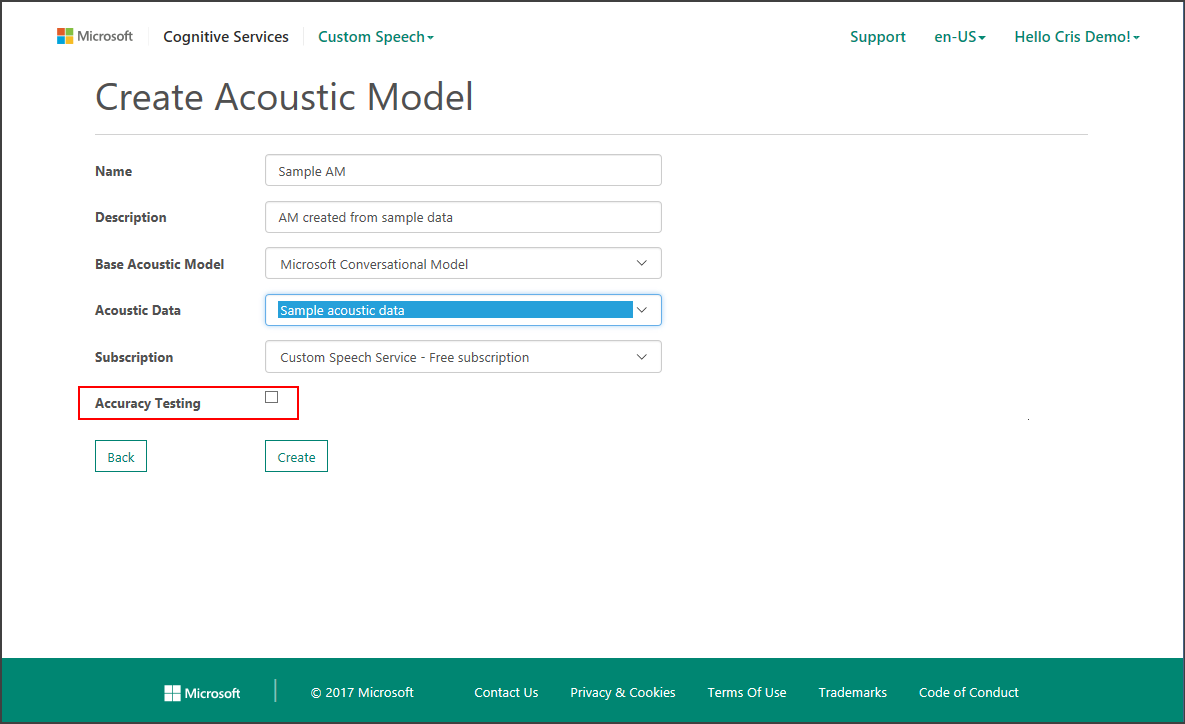 Microsoft Cognitive Services Custom Speech Support en-US Hello Cris Demo!
Create Acoustic Model
Name Sample AM
Description AM created from sample data
Base Acoustic Model Microsoft Conversational Model
Acoustic Data Sample acoustic data
Subscription Custom Speech Service - Free subscription
Accuracy Testing
Back Create
Microsoft © 2017 Microsoft Contact Us Privacy & Cookies Terms Of Use Trademarks Code of Conduct